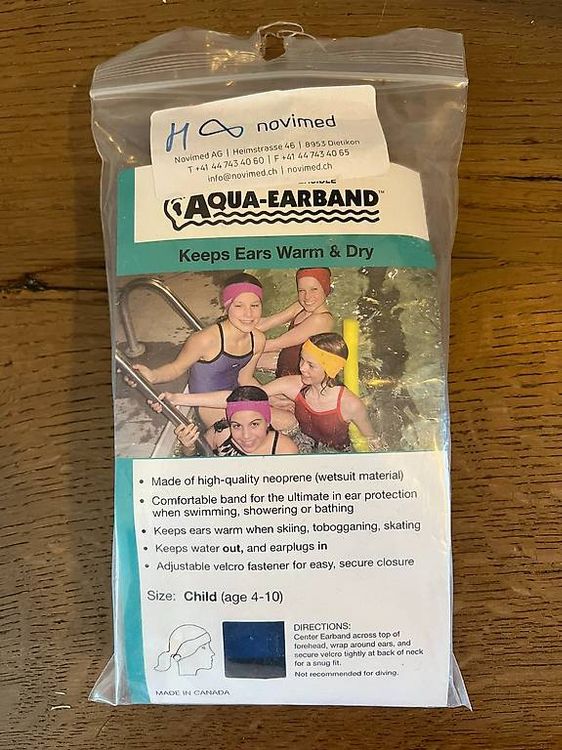 novimed
Novimed AG | Heimstrasse 46 | 8953 Dietikon
T +41 44 743 40 60 | F +41 44 743 40 65
info@novimed.ch | novimed.ch
AQUA-EARBAND™
Keeps Ears Warm & Dry
• Made of high-quality neoprene (wetsuit material)
• Comfortable band for the ultimate in ear protection
when swimming, showering or bathing
• Keeps ears warm when skiing, tobogganing, skating
• Keeps water out, and earplugs in
• Adjustable velcro fastener for easy, secure closure
Size: Child (age 4-10)
DIRECTIONS:
Center Earband across top of
forehead, wrap around ears, and
secure velcro tightly at back of neck
for a snug fit.
Not recommended for diving.
MADE IN CANADA